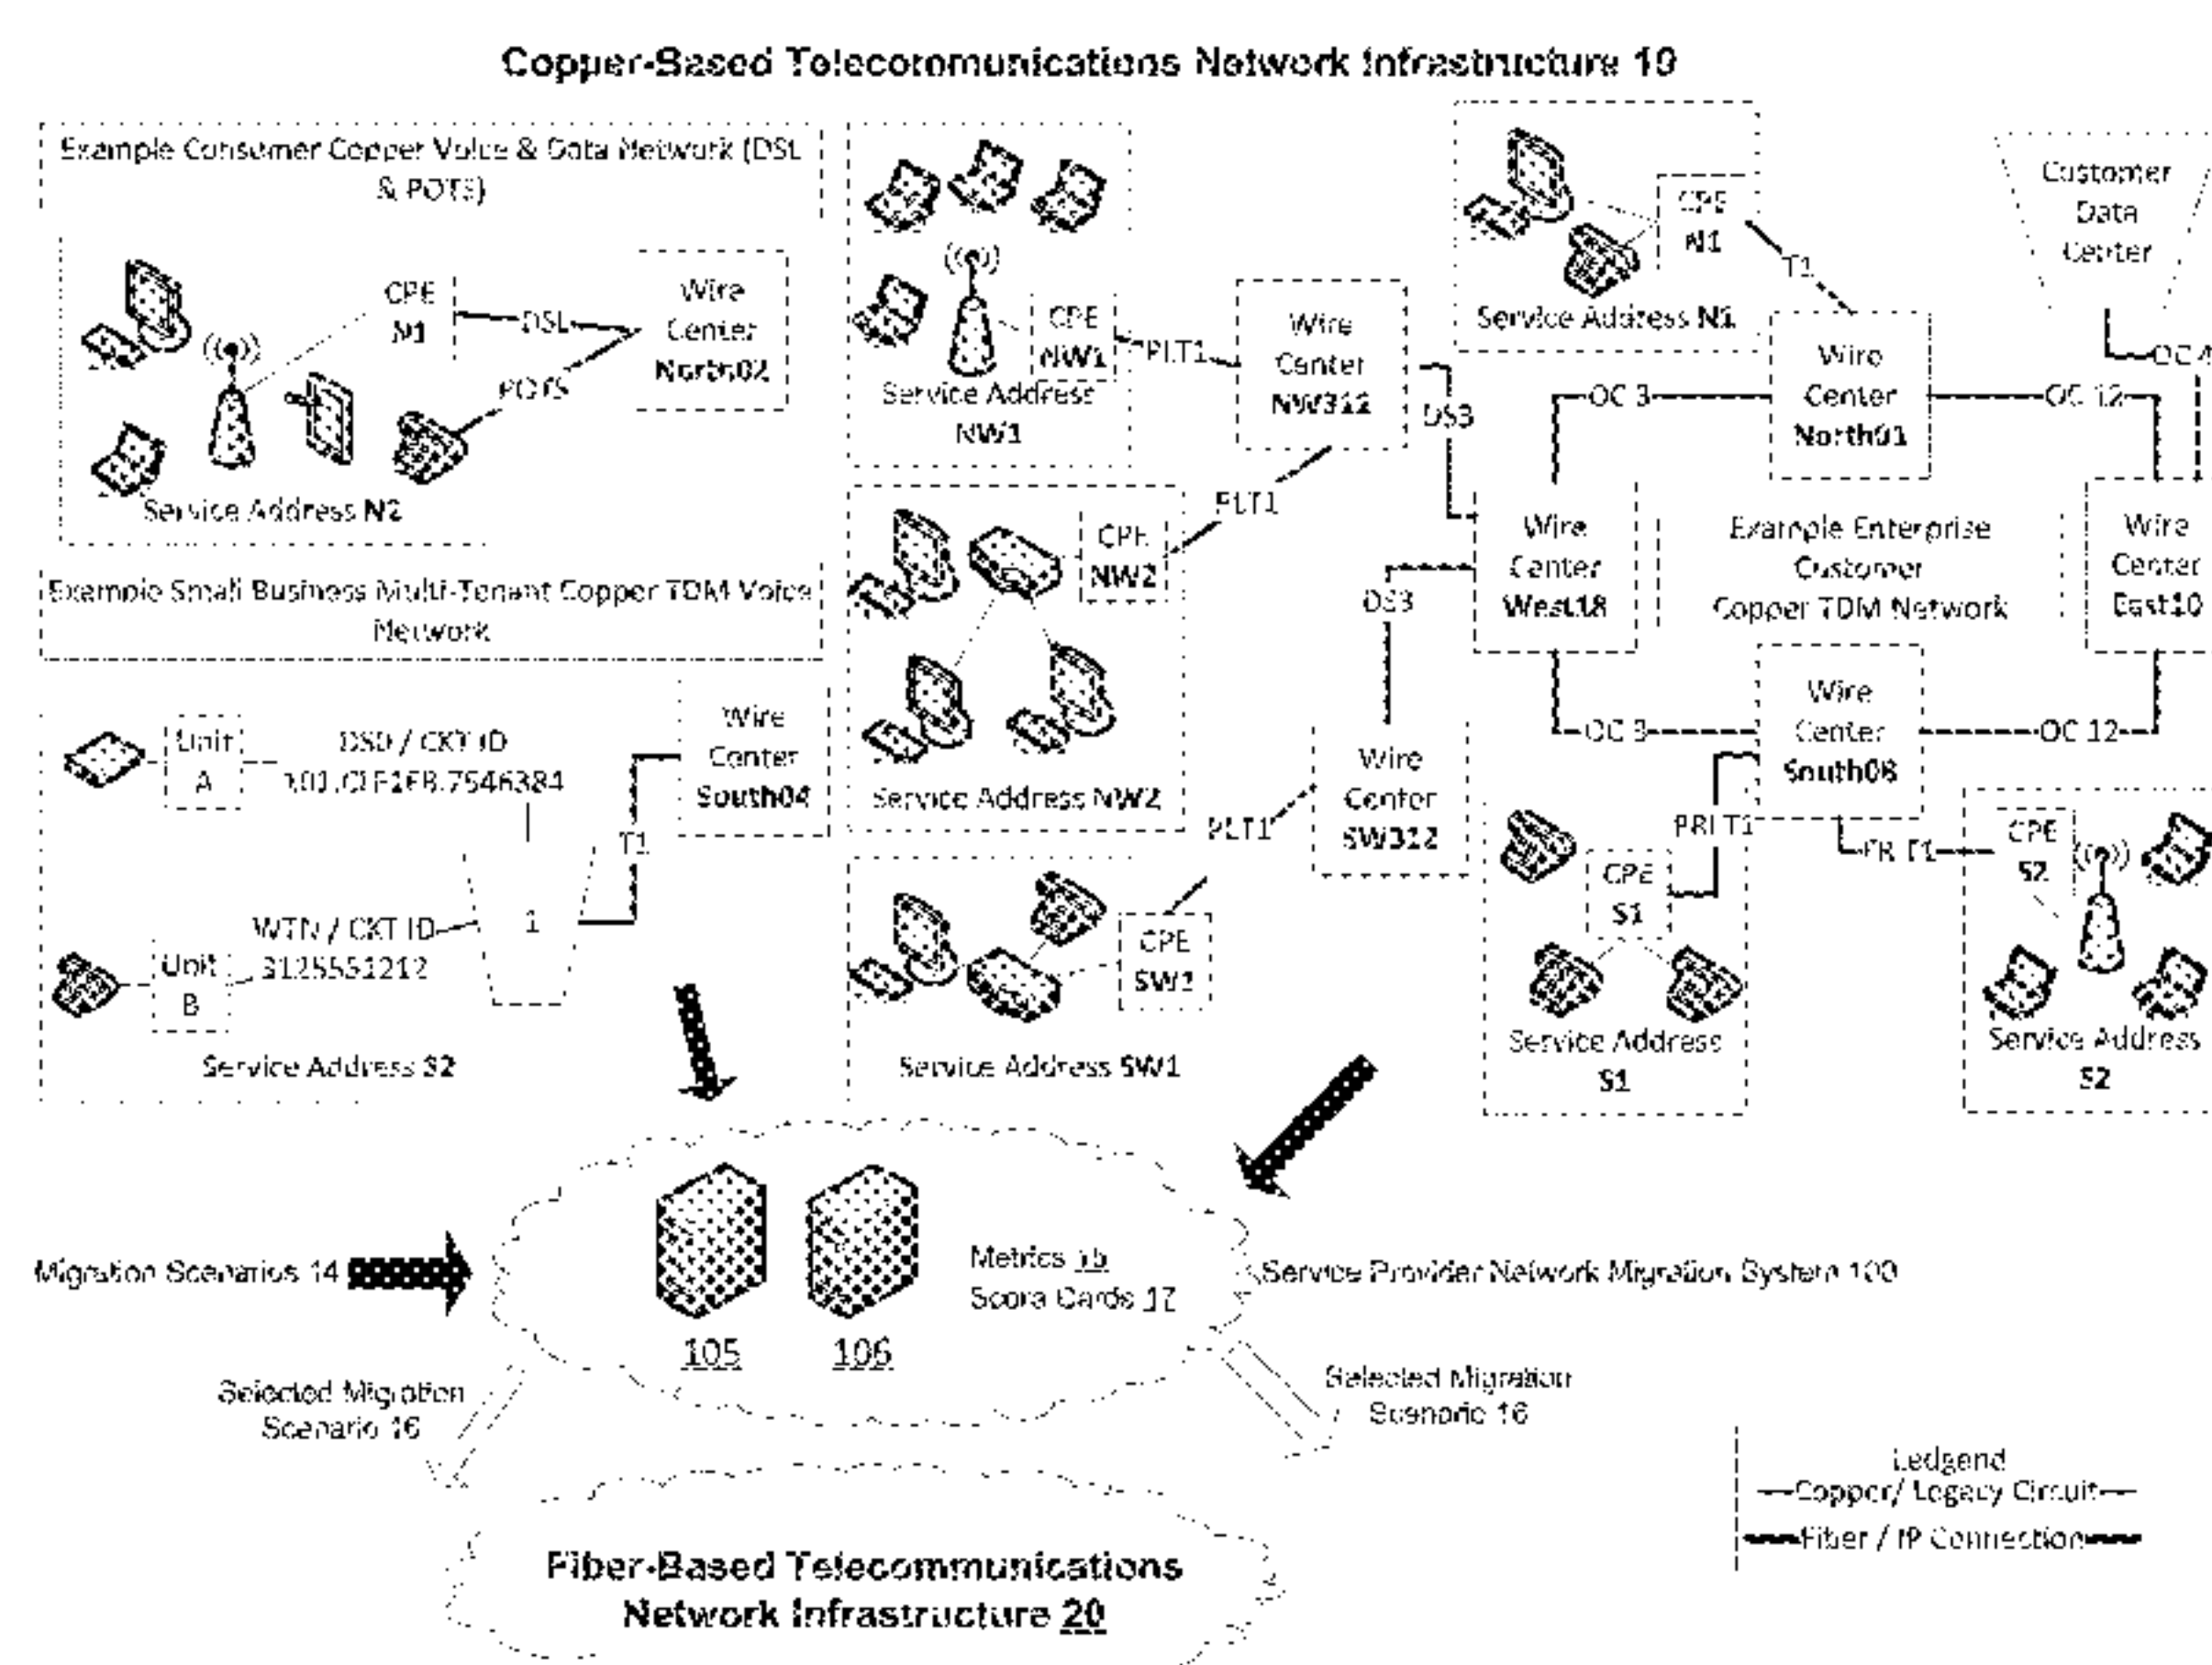 Copper-Based Telecommunications Network Infrastructure 10
Example Consumer Copper Voice & Data Network (DSL
& POTS)
CPE
N1
DSL
POTS
Wire
Center
North02
Service Address N2
Example Small Business Multi-Tenant Copper TDM Voice
Network
Unit
A
DS0 / CKT ID
Unit
B
WTN / CKT ID
3125551212
1
T1
Wire
Center
South04
Service Address S2
CPE
NW1
Service Address
NW1
PLT1
Wire
Center
NW312
DS3
CPE
NW2
PLT1
Service Address NW2
CPE
SW1
PLT1
Service Address SW1
Wire
Center
SW312
DS3
CPE
N1
Service Address N1
T1
Wire
Center
North01
Customer
Data
Center
OC 3
OC 12
Wire
Center
West18
Example Enterprise
Customer
Copper TDM Network
Wire
Center
East10
OC 3
Wire
Center
South08
OC 12
PRI T1
CPE
S1
Service Address
S1
PRI T1
CPE
S2
Service Address
S2
Migration Scenarios 14
105
106
Metrics
Score Cards 17
Service Provider Network Migration System 100
Selected Migration
Scenario 16
Selected Migration
Scenario 16
Fiber-Based Telecommunications
Network Infrastructure 20
Ledgend
Copper/ Legacy Circuit
Fiber / IP Connection